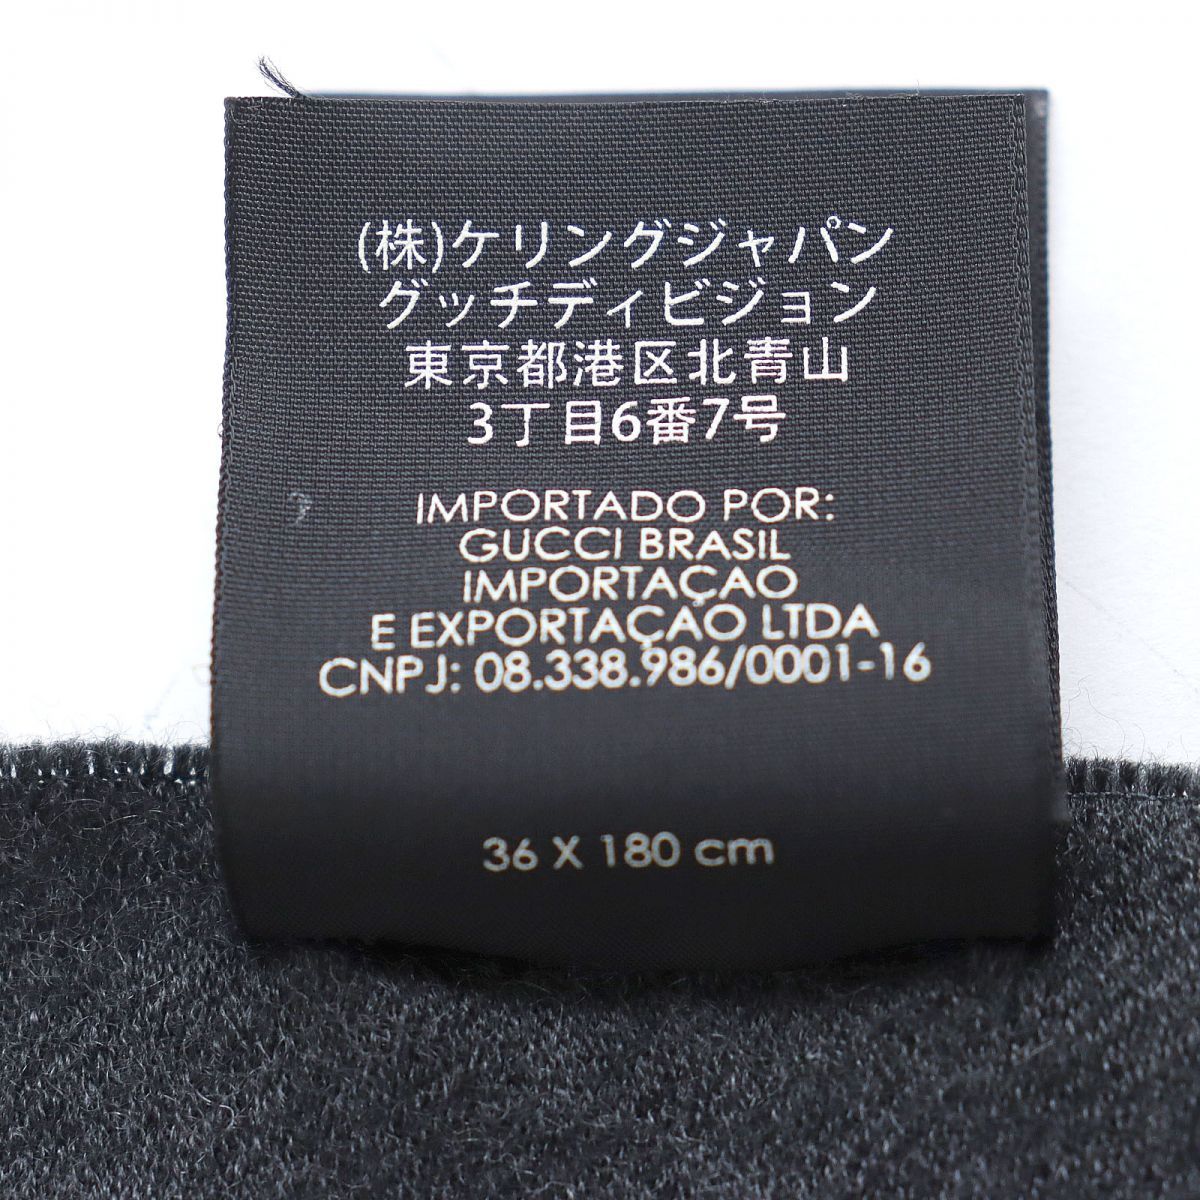 (株)ケリングジャパン
グッチディビジョン
東京都港区北青山
3丁目6番7号
IMPORTADO POR:
GUCCI BRASIL
IMPORTAÇAO
E EXPORTAÇAO LTDA
CNPJ: 08.338.986/0001-16
36 X 180 cm